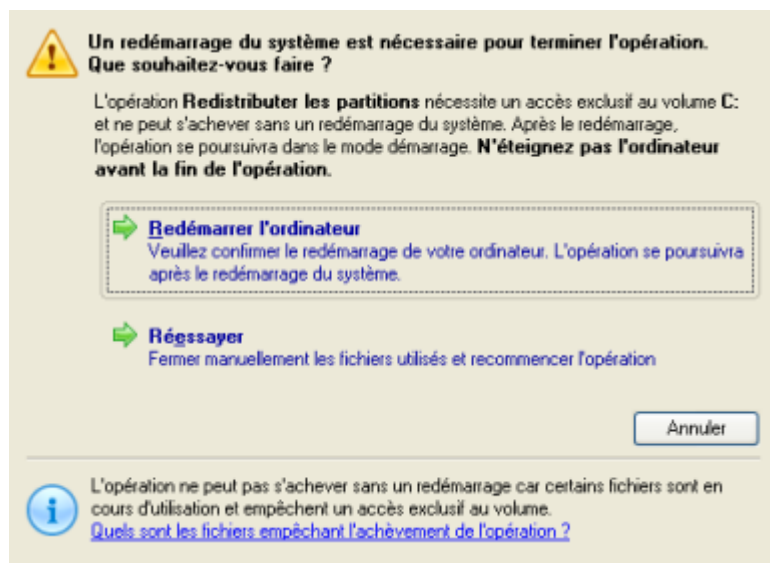 Un redémarrage du système est nécessaire pour terminer l'opération.
Que souhaitez-vous faire ?
L'opération Redistributer les partitions nécessite un accès exclusif au volume C:
et ne peut s'achever sans un redémarrage du système. Après le redémarrage,
l'opération se poursuivra dans le mode démarrage. N'éteignez pas l'ordinateur
avant la fin de l'opération.
Redémarrer l'ordinateur
Veuillez confirmer le redémarrage de votre ordinateur. L'opération se poursuivra
après le redémarrage du système.
Réessayer
Fermer manuellement les fichiers utilisés et recommencer l'opération
Annuler
L'opération ne peut pas s'achever sans un redémarrage car certains fichiers sont en
cours d'utilisation et empêchent un accès exclusif au volume.
Quels sont les fichiers empêchant l'achèvement de l'opération ?